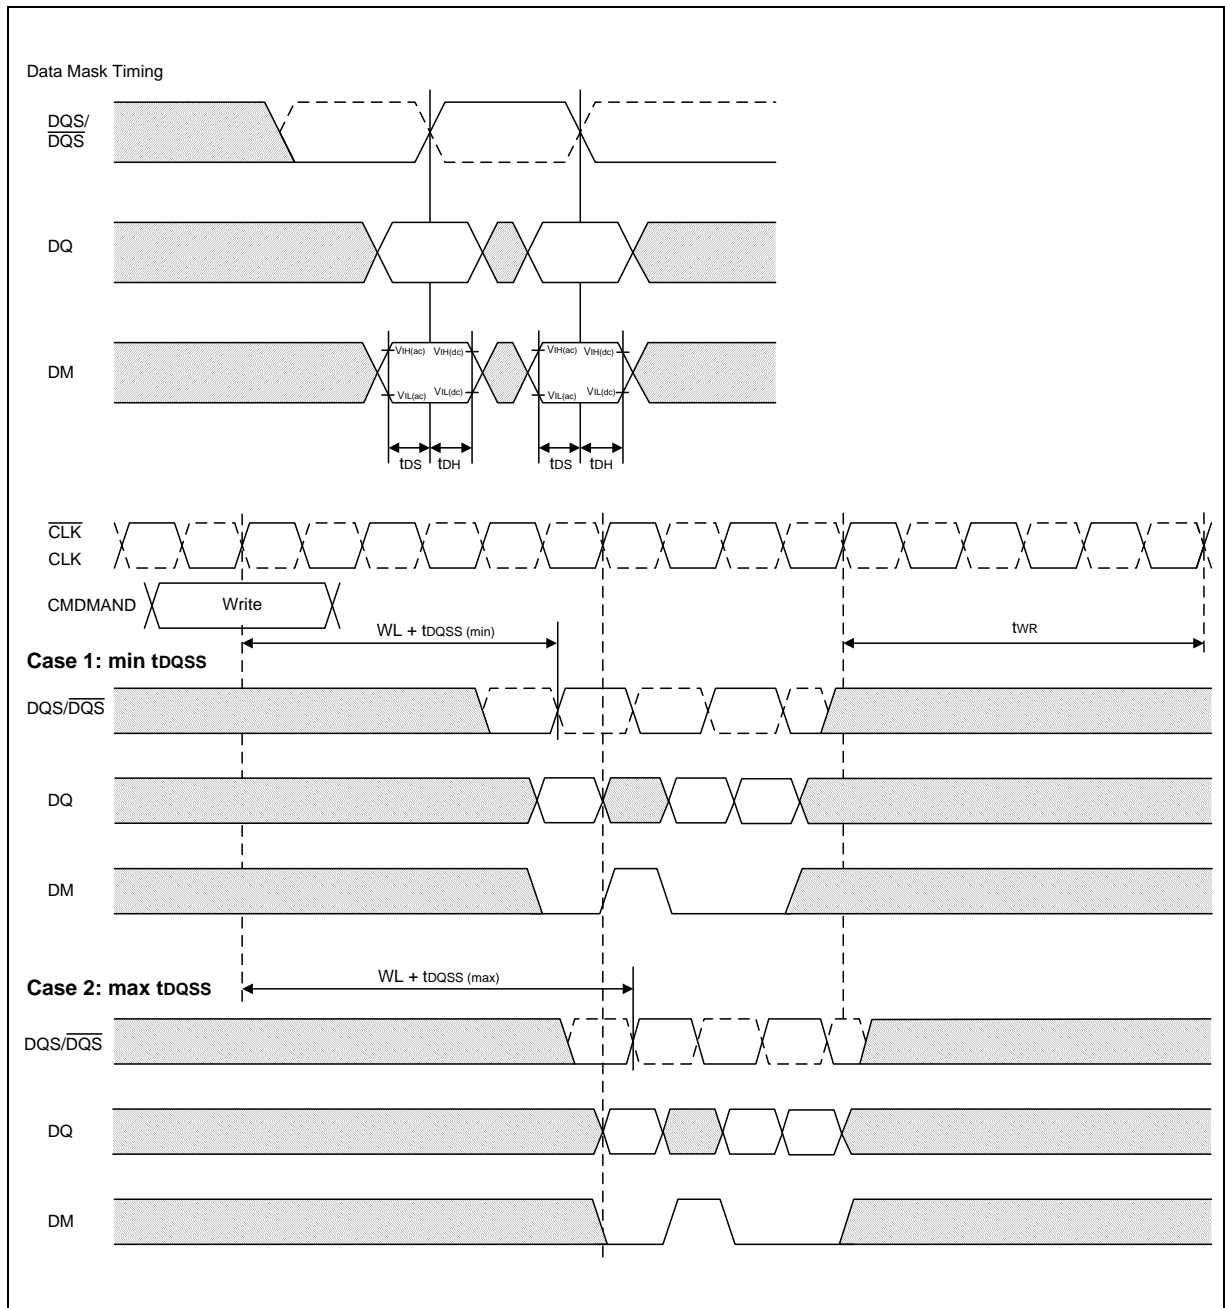 Data Mask Timing
DQS/
DQS
DQ
DM
VIH(ac) VIH(dc) VIH(ac) VIH(dc)
VIL(ac) VIL(dc) VIL(ac) VIL(dc)
tDS tDH tDS tDH
CLK
CLK
CMDMAND Write
WL + tDQSS (min) tWR
Case 1: min tDQSS
DQS/DQS
DQ
DM
WL + tDQSS (max)
Case 2: max tDQSS
DQS/DQS
DQ
DM